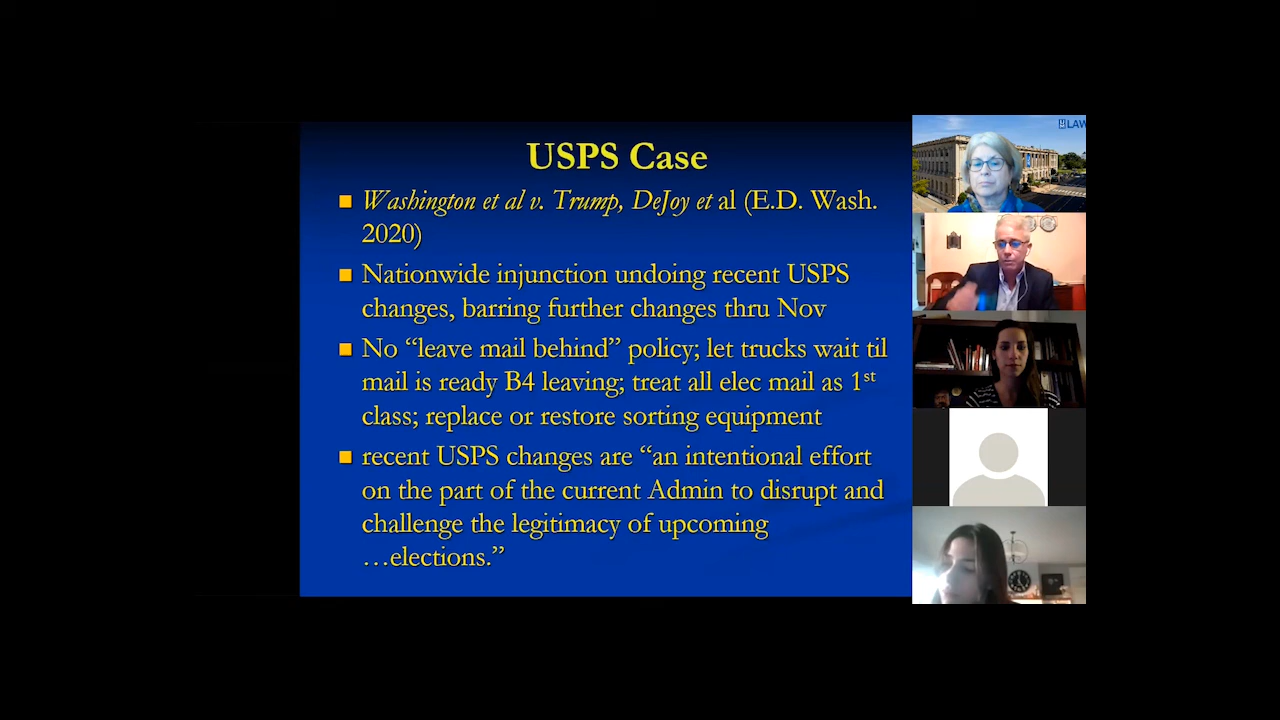 USPS Case
Washington et al v. Trump, DeJoy et al (E.D. Wash.
2020)
Nationwide injunction undoing recent USPS
changes, barring further changes thru Nov
No “leave mail behind” policy; let trucks wait til
mail is ready B4 leaving; treat all elec mail as 1st
class; replace or restore sorting equipment
recent USPS changes are “an intentional effort
on the part of the current Admin to disrupt and
challenge the legitimacy of upcoming
…elections.”
LAW